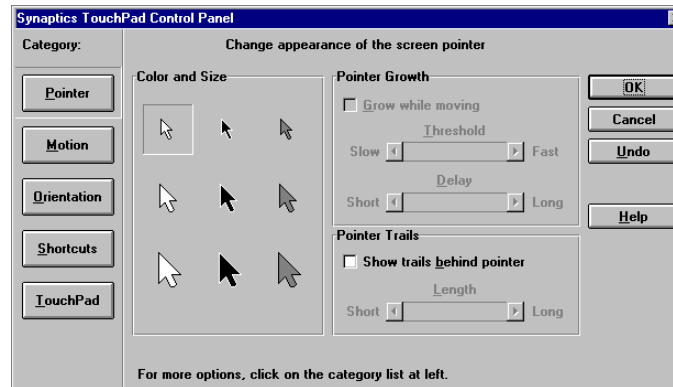 Synaptics TouchPad Control Panel
Category:
Change appearance of the screen pointer
Pointer
Motion
Orientation
Shortcuts
TouchPad
Color and Size
Pointer Growth
Grow while moving
Threshold
Slow Fast
Delay
Short Long
Pointer Trails
Show trails behind pointer
Length
Short Long
OK
Cancel
Undo
Help
For more options, click on the category list at left.